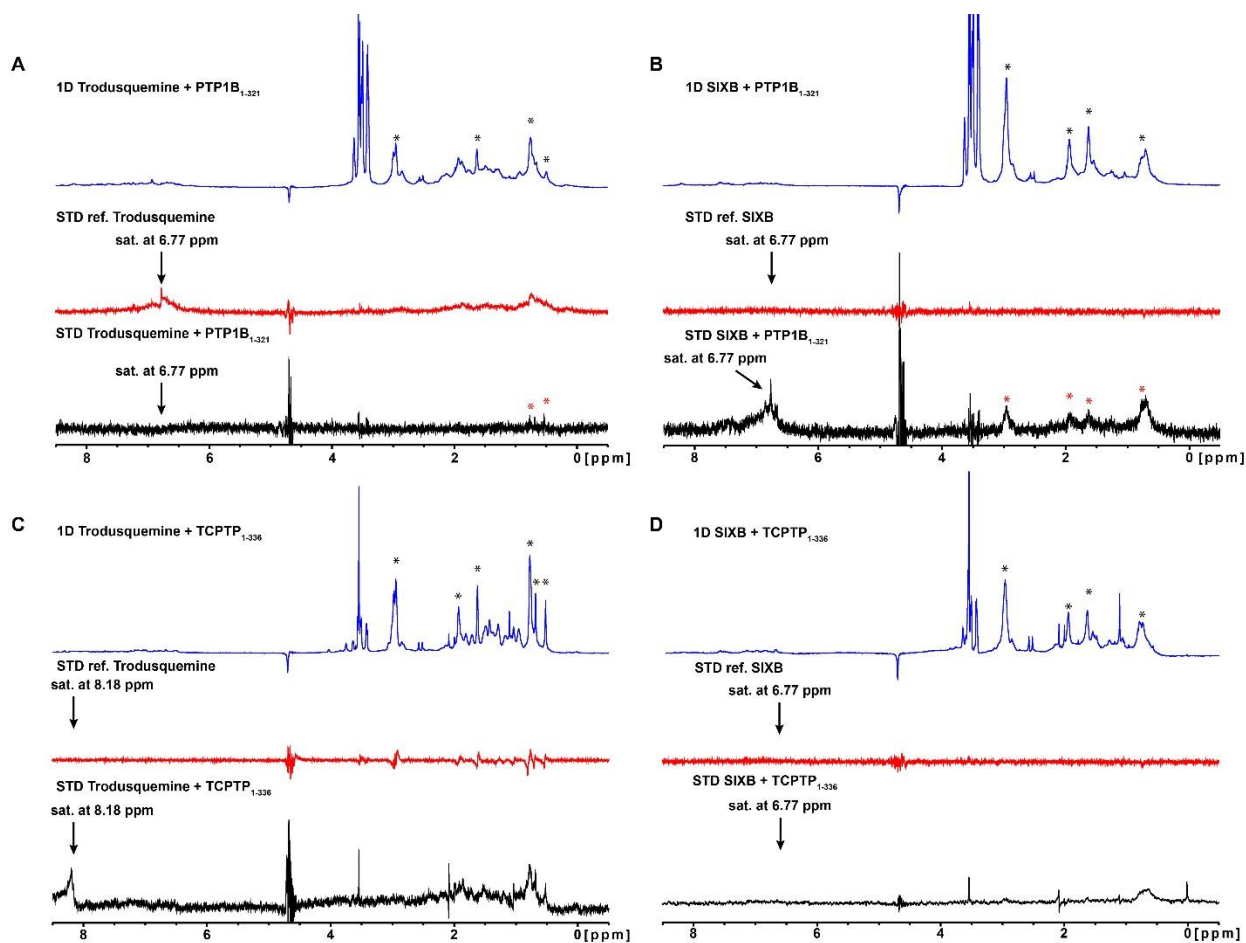 A
1D Trodusquemine + PTP1B1-321
* * * *
STD ref. Trodusquemine
sat. at 6.77 ppm
STD Trodusquemine + PTP1B1-321
sat. at 6.77 ppm
* *
8 6 4 2 0 [ppm]
B
1D SIXB + PTP1B1-321
* * * *
STD ref. SIXB
sat. at 6.77 ppm
STD SIXB + PTP1B1-321
sat. at 6.77 ppm
* * * *
8 6 4 2 0 [ppm]
C
1D Trodusquemine + TCPTP1-336
* * * * * *
STD ref. Trodusquemine
sat. at 8.18 ppm
STD Trodusquemine + TCPTP1-336
sat. at 8.18 ppm
8 6 4 2 0 [ppm]
D
1D SIXB + TCPTP1-336
* * * *
STD ref. SIXB
sat. at 6.77 ppm
STD SIXB + TCPTP1-336
sat. at 6.77 ppm
8 6 4 2 0 [ppm]